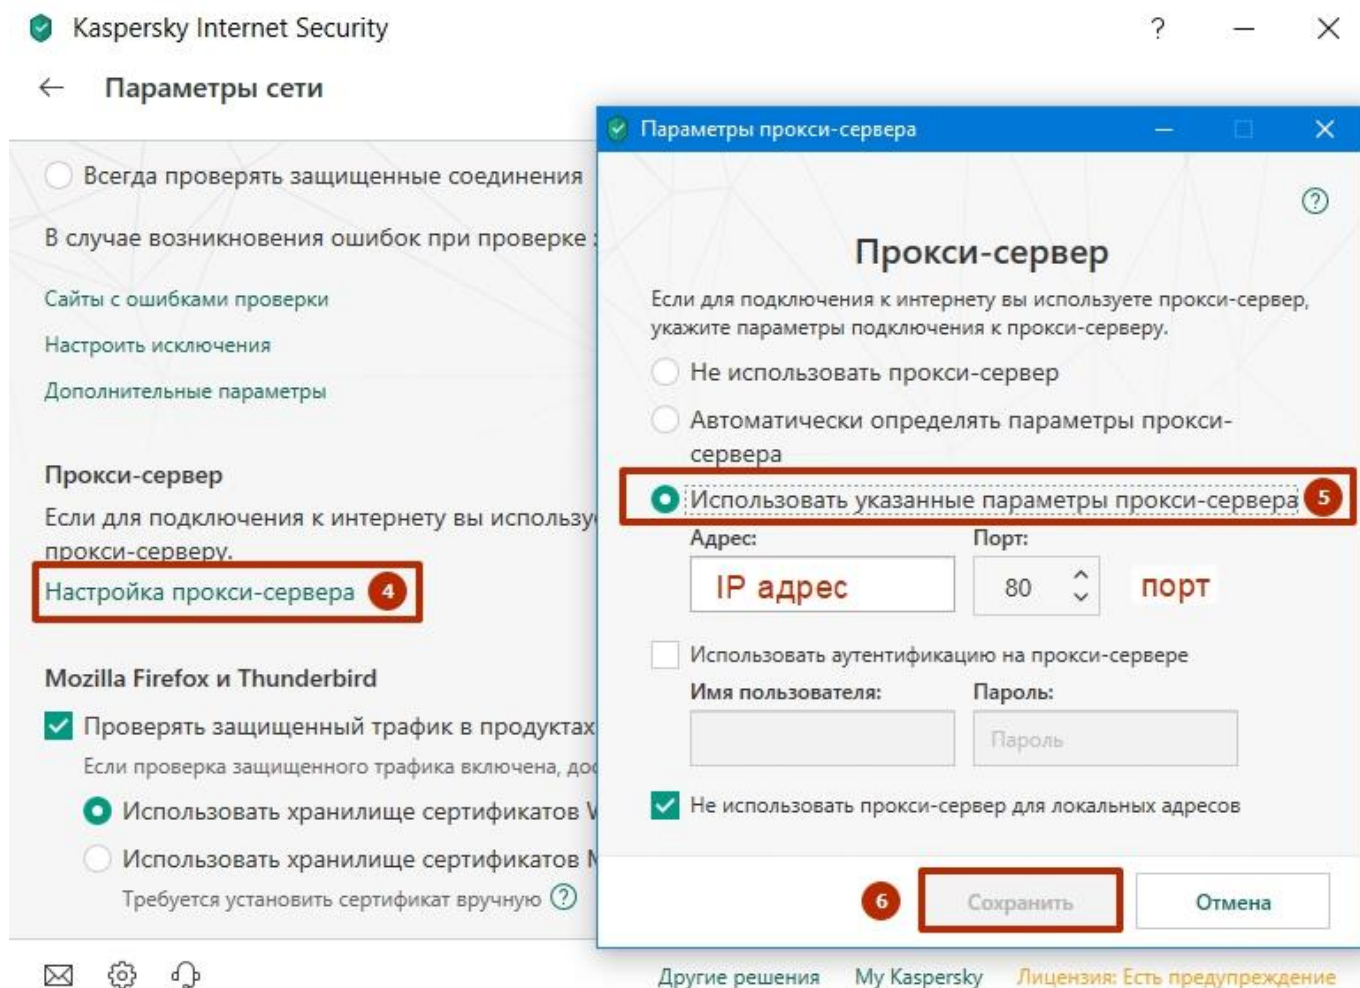 Kaspersky Internet Security
?
Параметры сети
Всегда проверять защищенные соединения
В случае возникновения ошибок при проверке
Сайты с ошибками проверки
Настроить исключения
Дополнительные параметры
Прокси-сервер
Если для подключения к интернету вы использу
прокси-серверу.
Настройка прокси-сервера 4
Mozilla Firefox и Thunderbird
Проверять защищенный трафик в продуктах
Если проверка защищенного трафика включена, дос
Использовать хранилище сертификатов
Использовать хранилище сертификатов
Требуется установить сертификат вручную ?
Параметры прокси-сервера
?
Прокси-сервер
Если для подключения к интернету вы используете прокси-сервер,
укажите параметры подключения к прокси-серверу.
Не использовать прокси-сервер
Автоматически определять параметры прокси-
сервера
Использовать указанные параметры прокси-сервера 5
Адрес: Порт:
IP адрес 80 порт
Использовать аутентификацию на прокси-сервере
Имя пользователя: Пароль:
Пароль
Не использовать прокси-сервер для локальных адресов
6 Сохранить Отмена
Другие решения My Kaspersky Лицензия: Есть предупреждение